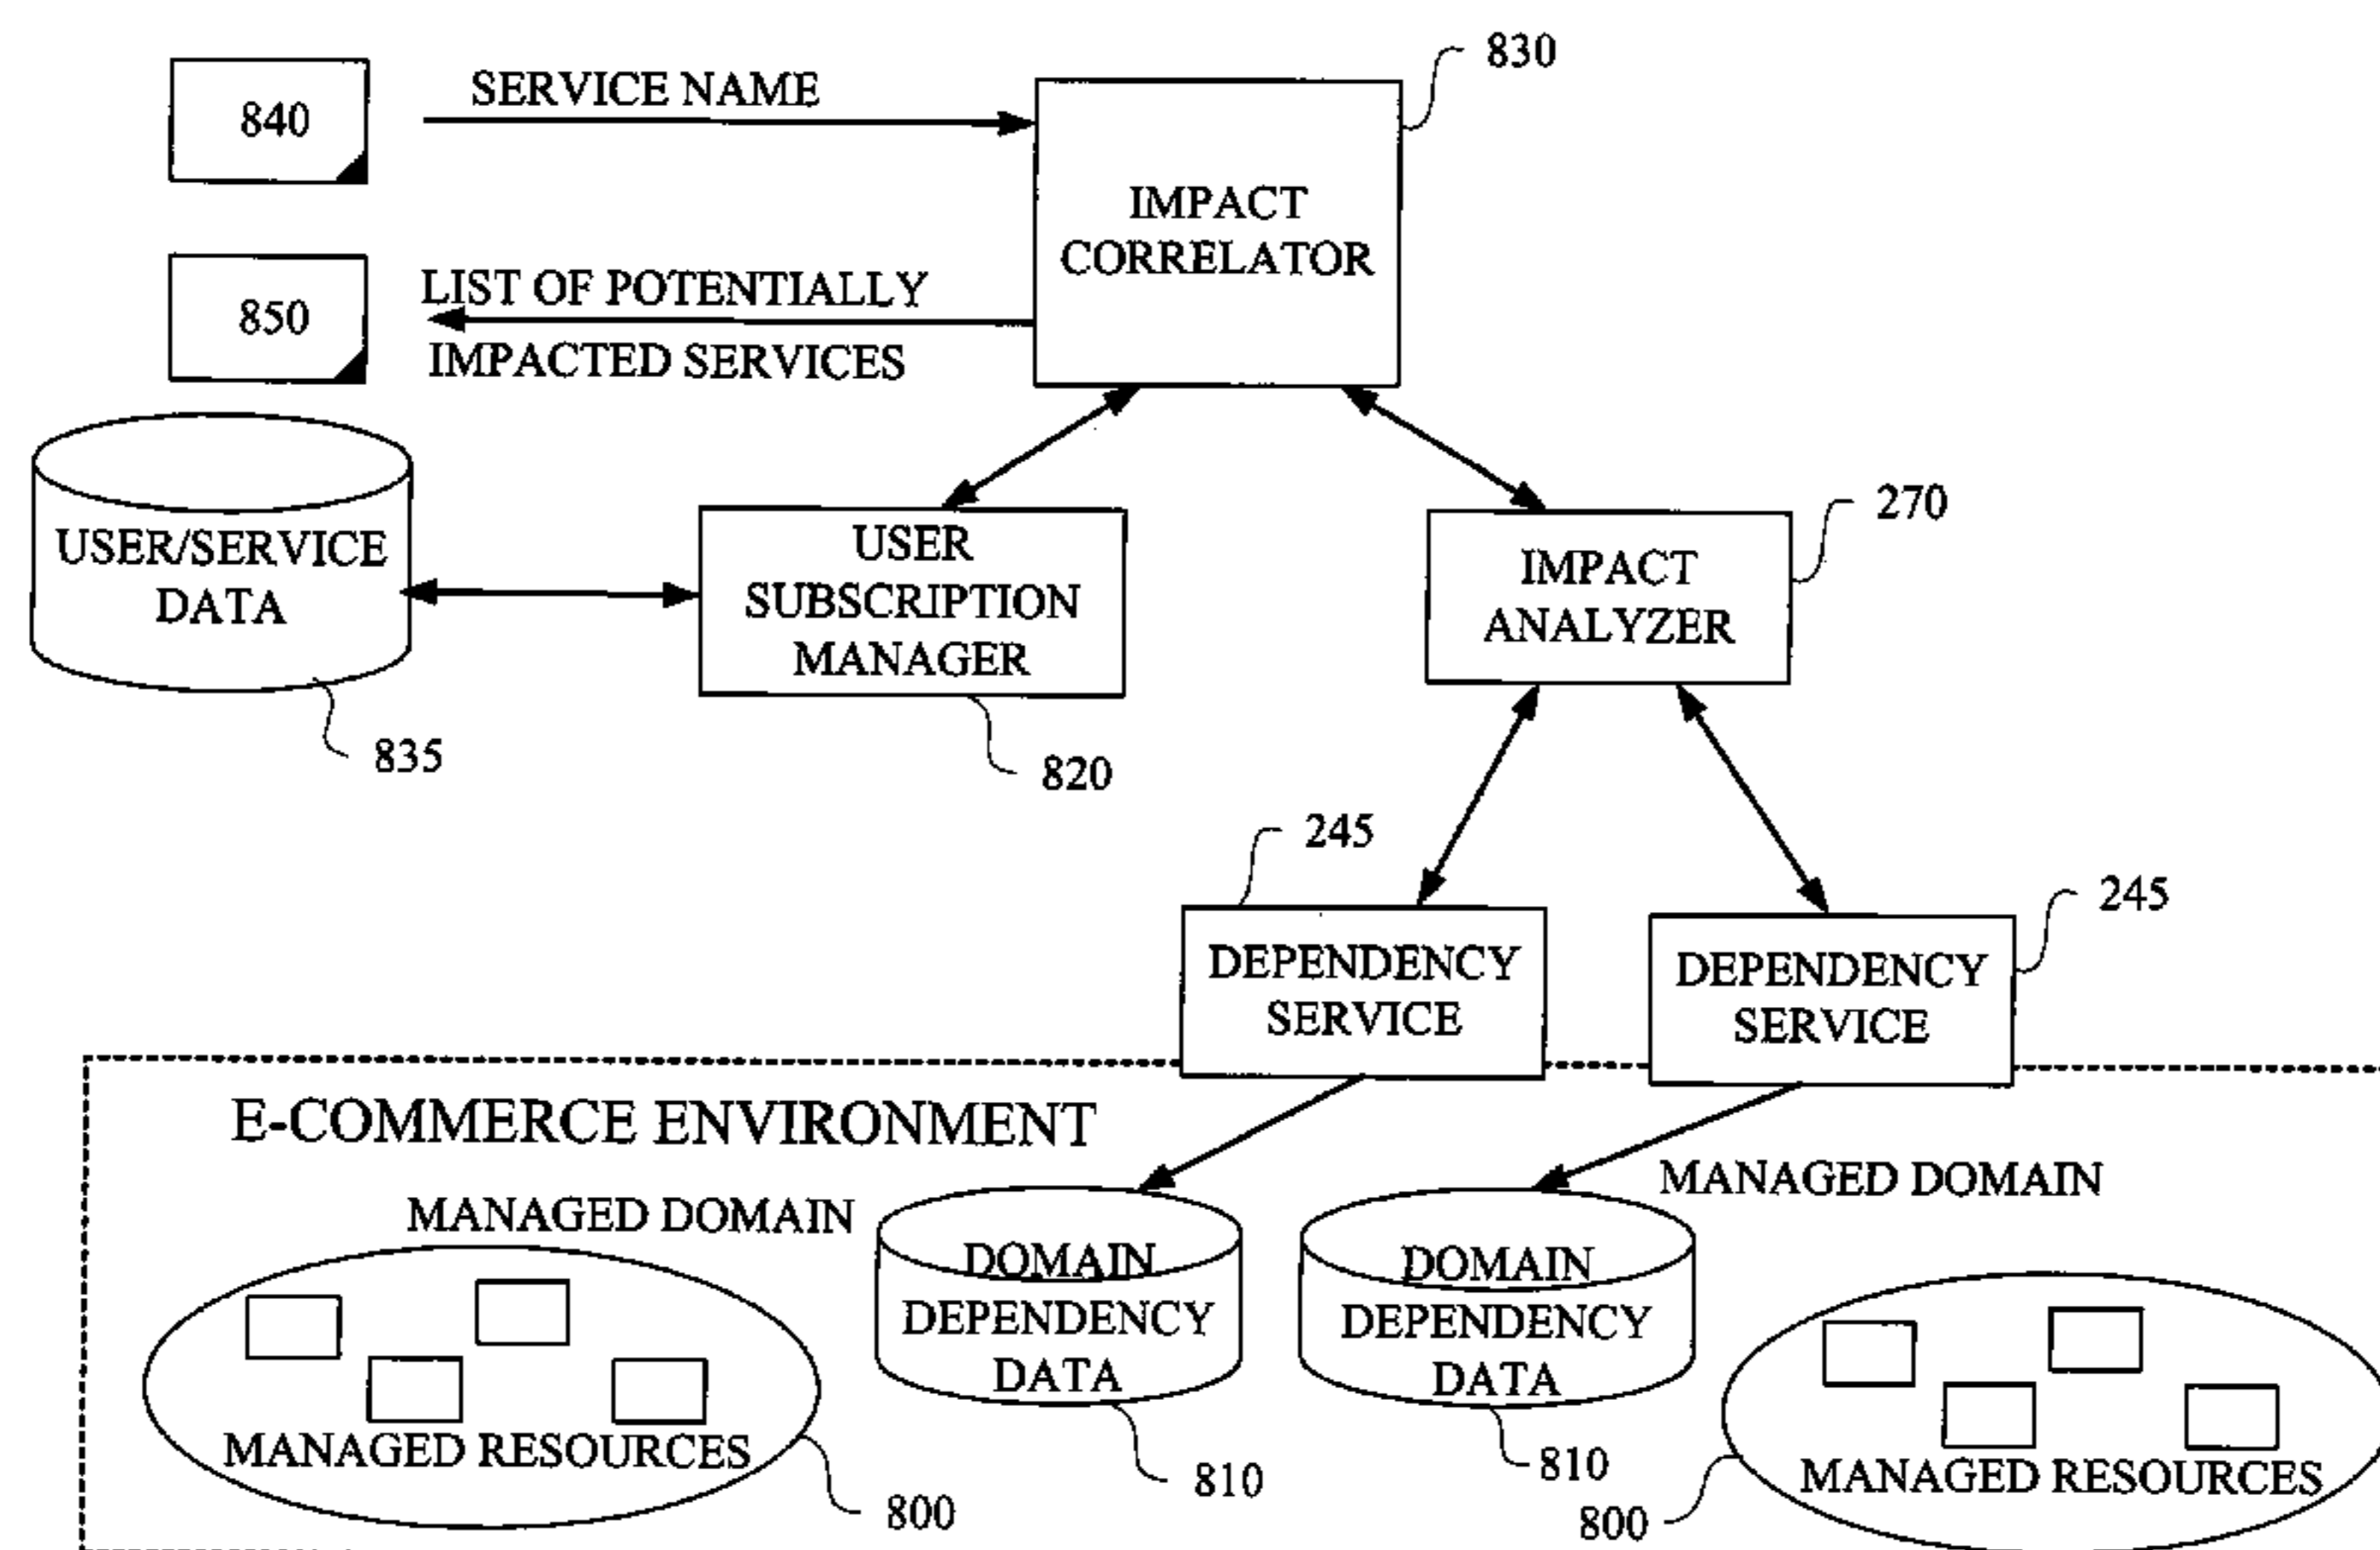 830
840
SERVICE NAME
IMPACT
CORRELATOR
850
LIST OF POTENTIALLY
IMPACTED SERVICES
USER/SERVICE
DATA
835
USER
SUBSCRIPTION
MANAGER
820
270
IMPACT
ANALYZER
245
DEPENDENCY
SERVICE
245
DEPENDENCY
SERVICE
E-COMMERCE ENVIRONMENT
MANAGED DOMAIN
MANAGED RESOURCES
800
DOMAIN
DEPENDENCY
DATA
810
DOMAIN
DEPENDENCY
DATA
810
MANAGED DOMAIN
MANAGED RESOURCES
800